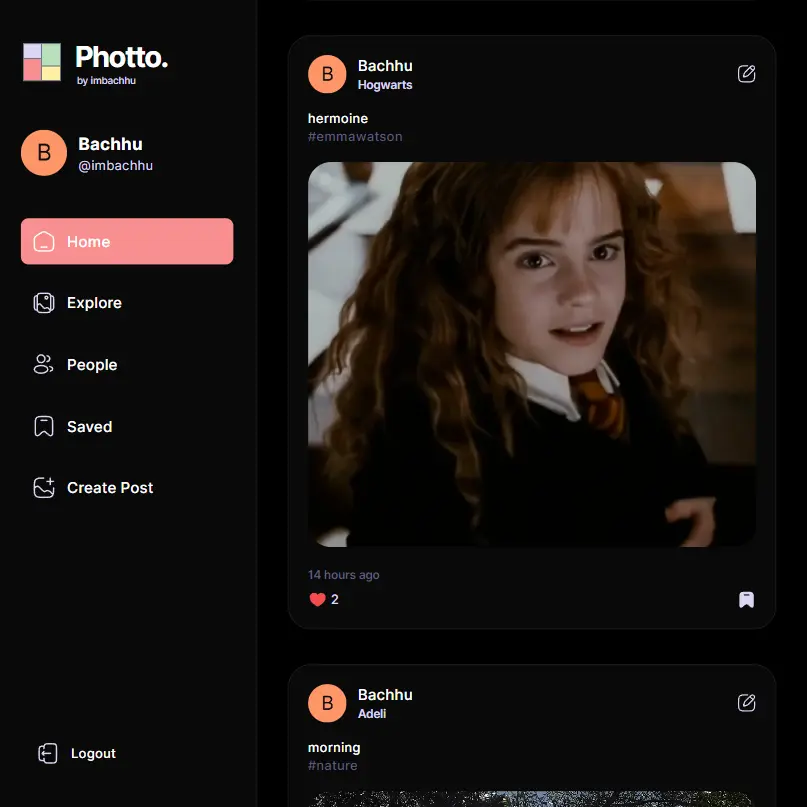 Photto.
by imbachhu
B
Bachhu
@imbachhu
Home
Explore
People
Saved
Create Post
Logout
B
Bachhu
Hogwarts
hermoine
#emmawatson
14 hours ago
2
B
Bachhu
Adeli
morning
#nature